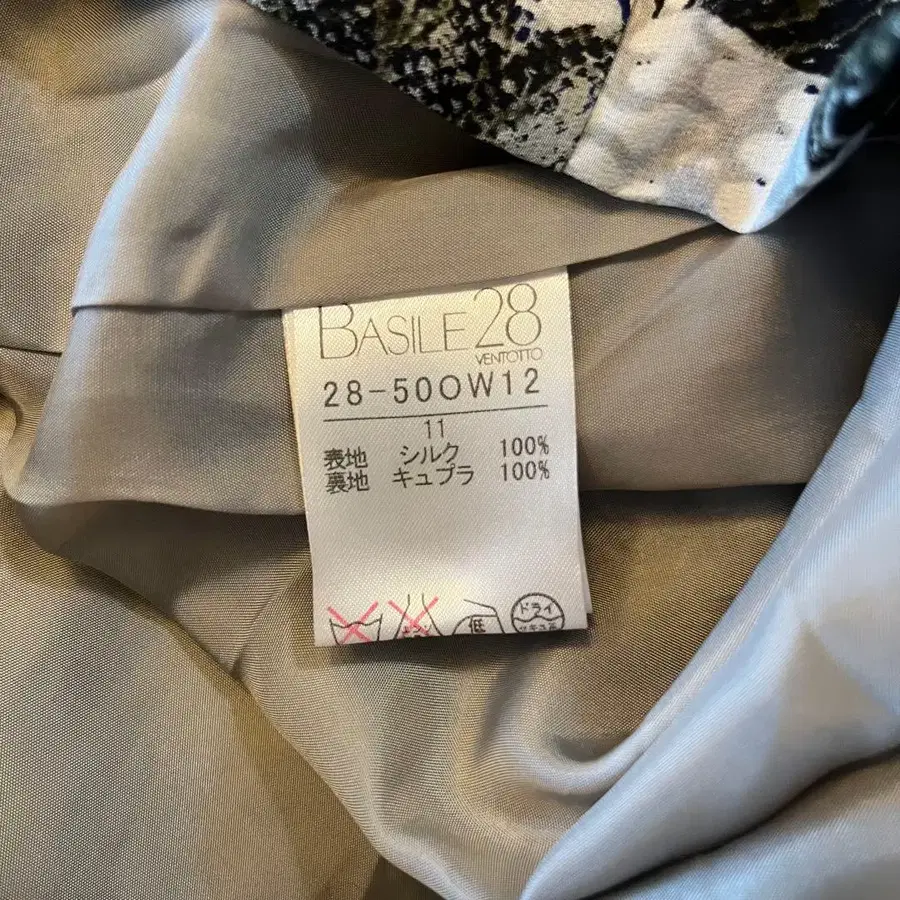 BASILE28
VENTOTTO
28-500W12
11
表地 シルク 100%
裏地 キュプラ 100%
低
ドライ